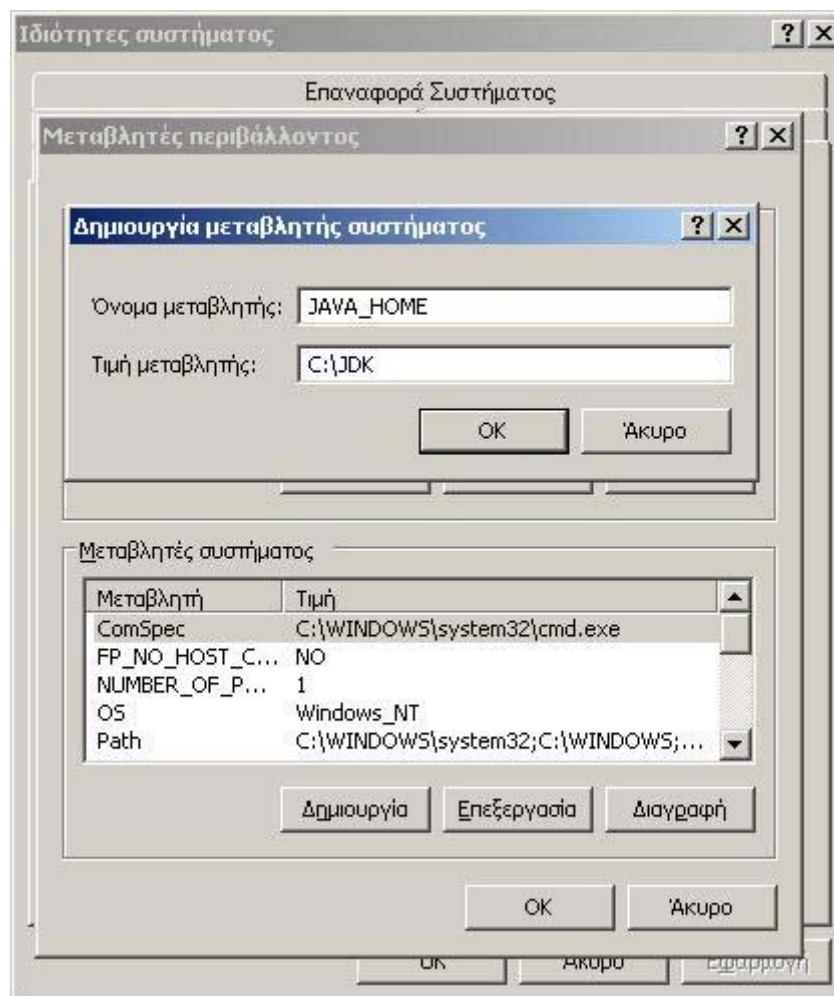 Ιδιότητες συστήματος
Επαναφορά Συστήματος
Μεταβλητές περιβάλλοντος
Δημιουργία μεταβλητής συστήματος
Όνομα μεταβλητής: JAVA_HOME
Τιμή μεταβλητής: C:\JDK
OK Άκυρο
Μεταβλητές συστήματος
Μεταβλητή Τιμή
ComSpec C:\WINDOWS\system32\cmd.exe
FP_NO_HOST_C... NO
NUMBER_OF_P... 1
OS Windows_NT
Path C:\WINDOWS\system32;C:\WINDOWS;...
Δημιουργία Επεξεργασία Διαγραφή
OK Άκυρο
OK Άκυρο Εφαρμογή